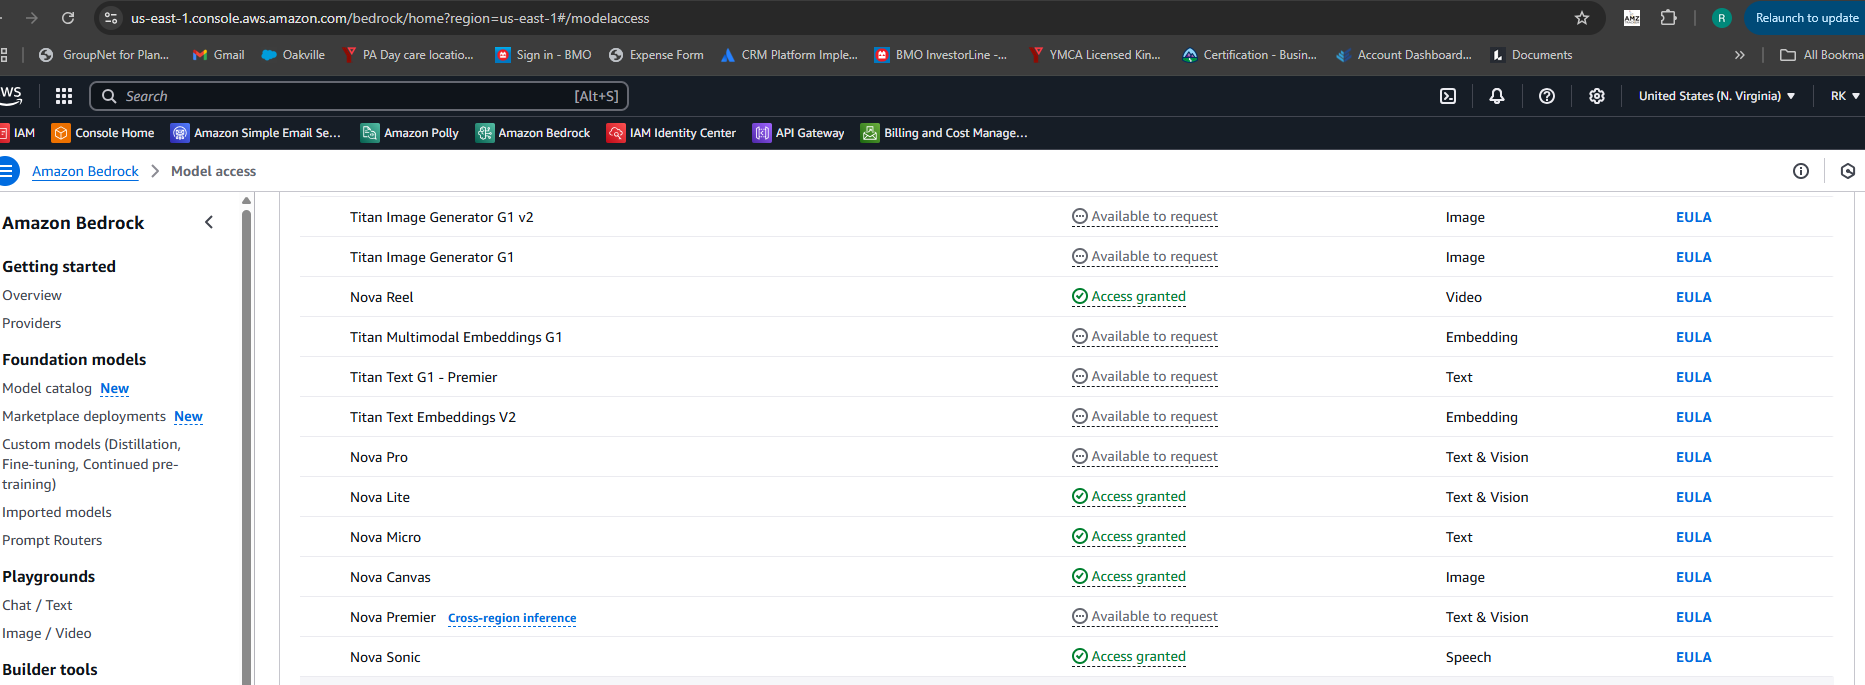 us-east-1.console.aws.amazon.com/bedrock/home?region=us-east-1#/modelaccess R Relaunch to update
GroupNet for Plan... Gmail Oakville PA Day care locatio... Sign in - BMO Expense Form CRM Platform Imple... BMO InvestorLine -... YMCA Licensed Kin... Certification - Busin... Account Dashboard... Documents » All Bookma
Search [Alt+S] United States (N. Virginia) RK
IAM Console Home Amazon Simple Email Se... Amazon Polly Amazon Bedrock IAM Identity Center API Gateway Billing and Cost Manage...
Amazon Bedrock > Model access
Amazon Bedrock
Getting started
Overview
Providers
Foundation models
Model catalog New
Marketplace deployments New
Custom models (Distillation,
Fine-tuning, Continued pre-
training)
Imported models
Prompt Routers
Playgrounds
Chat / Text
Image / Video
Builder tools
Titan Image Generator G1 v2 Available to request Image EULA
Titan Image Generator G1 Available to request Image EULA
Nova Reel Access granted Video EULA
Titan Multimodal Embeddings G1 Available to request Embedding EULA
Titan Text G1 - Premier Available to request Text EULA
Titan Text Embeddings V2 Available to request Embedding EULA
Nova Pro Available to request Text & Vision EULA
Nova Lite Access granted Text & Vision EULA
Nova Micro Access granted Text EULA
Nova Canvas Access granted Image EULA
Nova Premier Cross-region inference Available to request Text & Vision EULA
Nova Sonic Access granted Speech EULA